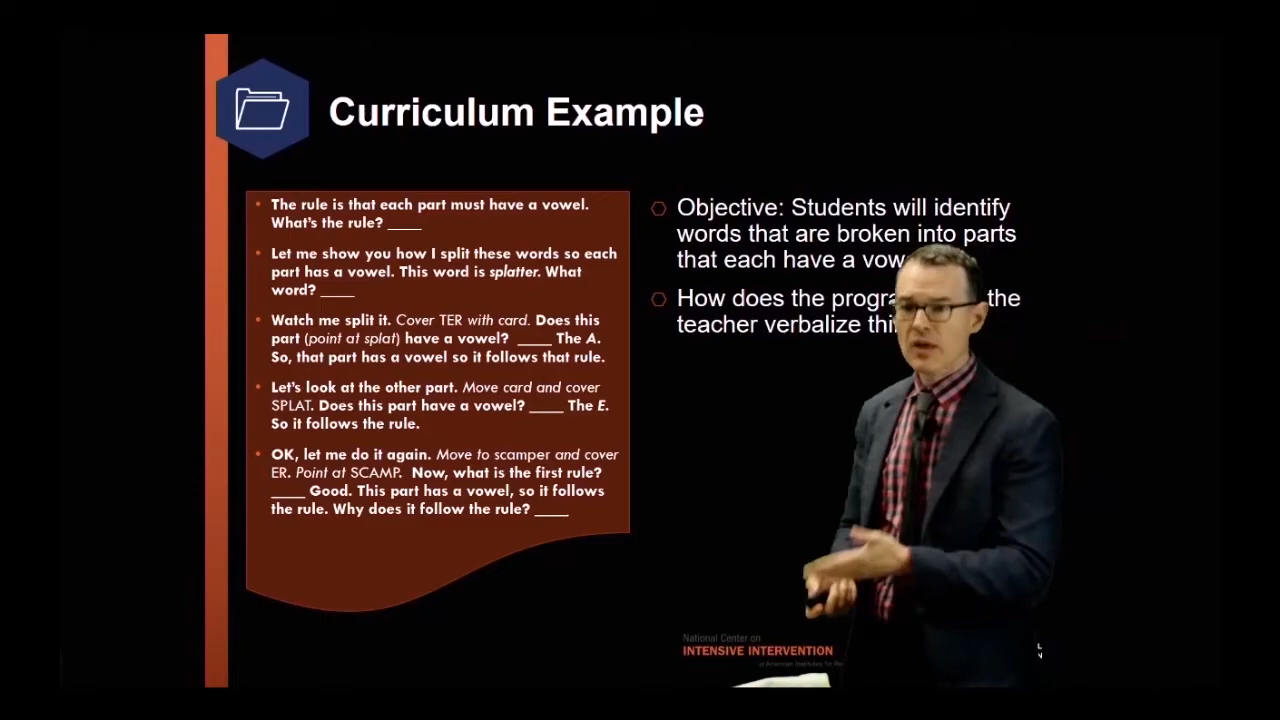 Curriculum Example
• The rule is that each part must have a vowel.
What's the rule? ____
• Let me show you how I split these words so each
part has a vowel. This word is splatter. What
word? ____
• Watch me split it. Cover TER with card. Does this
part (point at splat) have a vowel? ____ The A.
So, that part has a vowel so it follows that rule.
• Let's look at the other part. Move card and cover
SPLAT. Does this part have a vowel? ____ The E.
So it follows the rule.
• OK, let me do it again. Move to scamper and cover
ER. Point at SCAMP. Now, what is the first rule?
____ Good. This part has a vowel, so it follows
the rule. Why does it follow the rule? ____
Objective: Students will identify
words that are broken into parts
that each have a
How does the the
teacher verbalize
National Center on
INTENSIVE INTERVENTION
at American Institutes for